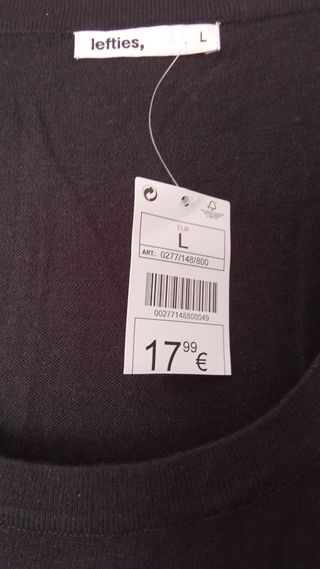 lefties, L
EUR
L
ART: 0277/148/800
00277148800049
17,99 €